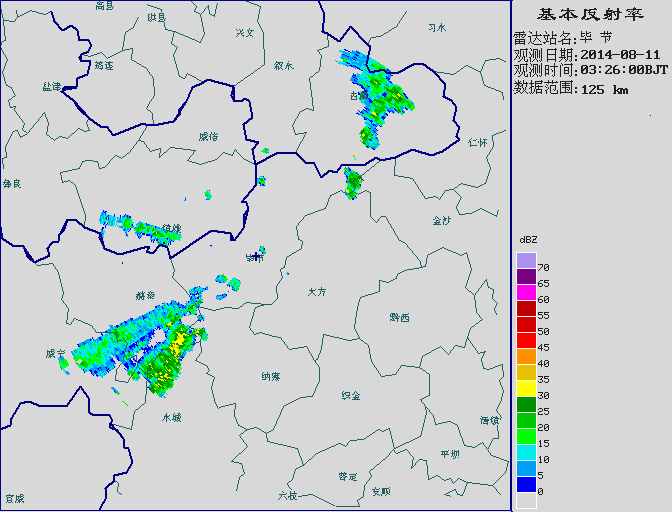 高县
珙县
兴文
习水
基本反射率
雷达站名:毕 节
观测日期:2014-08-11
观测时间:03:26:00BJT
数据范围:125 km
筠连
叙水
盐津
古蔺
威信
仁怀
彝良
镇雄
金沙
毕节
dBZ
70
65
60
55
50
45
40
35
30
25
20
15
10
5
0
赫章
大方
黔西
威宁
纳雍
织金
水城
清镇
平坝
普定
安顺
六枝
宣威